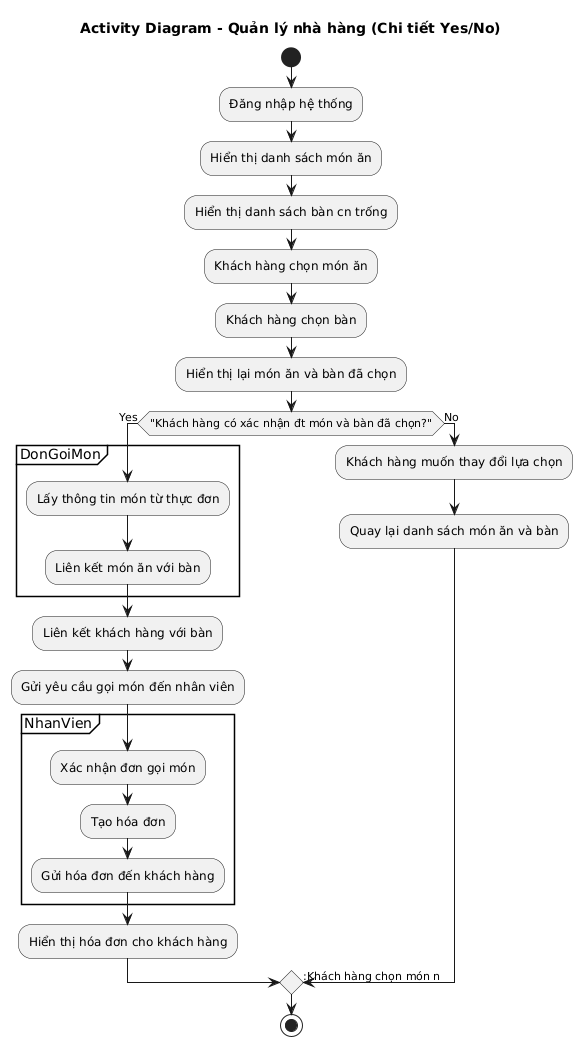 Activity Diagram - Quản lý nhà hàng (Chi tiết Yes/No)
Đăng nhập hệ thống
Hiển thị danh sách món ăn
Hiển thị danh sách bàn cn trống
Khách hàng chọn món ăn
Khách hàng chọn bàn
Hiển thị lại món ăn và bàn đã chọn
"Khách hàng có xác nhận đt món và bàn đã chọn?"
Yes
No
DonGoiMon
Lấy thông tin món từ thực đơn
Liên kết món ăn với bàn
Liên kết khách hàng với bàn
Gửi yêu cầu gọi món đến nhân viên
NhanVien
Xác nhận đơn gọi món
Tạo hóa đơn
Gửi hóa đơn đến khách hàng
Hiển thị hóa đơn cho khách hàng
Khách hàng muốn thay đổi lựa chọn
Quay lại danh sách món ăn và bàn
:Khách hàng chọn món n